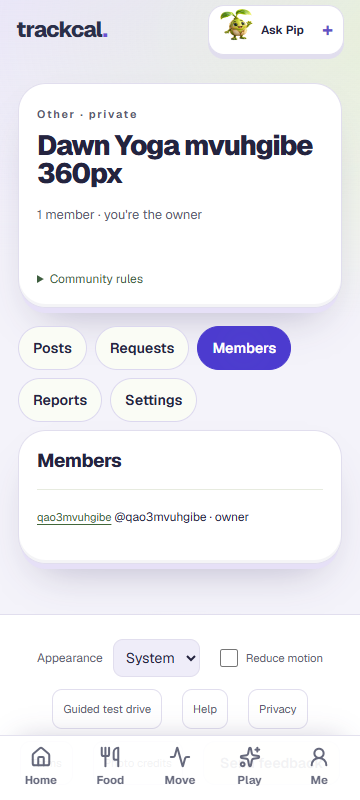 trackcal.
Ask Pip +
Other · private
Dawn Yoga mvuhgibe
360px
1 member · you're the owner
Community rules
Posts
Requests
Members
Reports
Settings
Members
qao3mvuhgibe @qao3mvuhgibe · owner
Appearance
System
Reduce motion
Guided test drive
Help
Privacy
Home
Food
Move
Play
Me